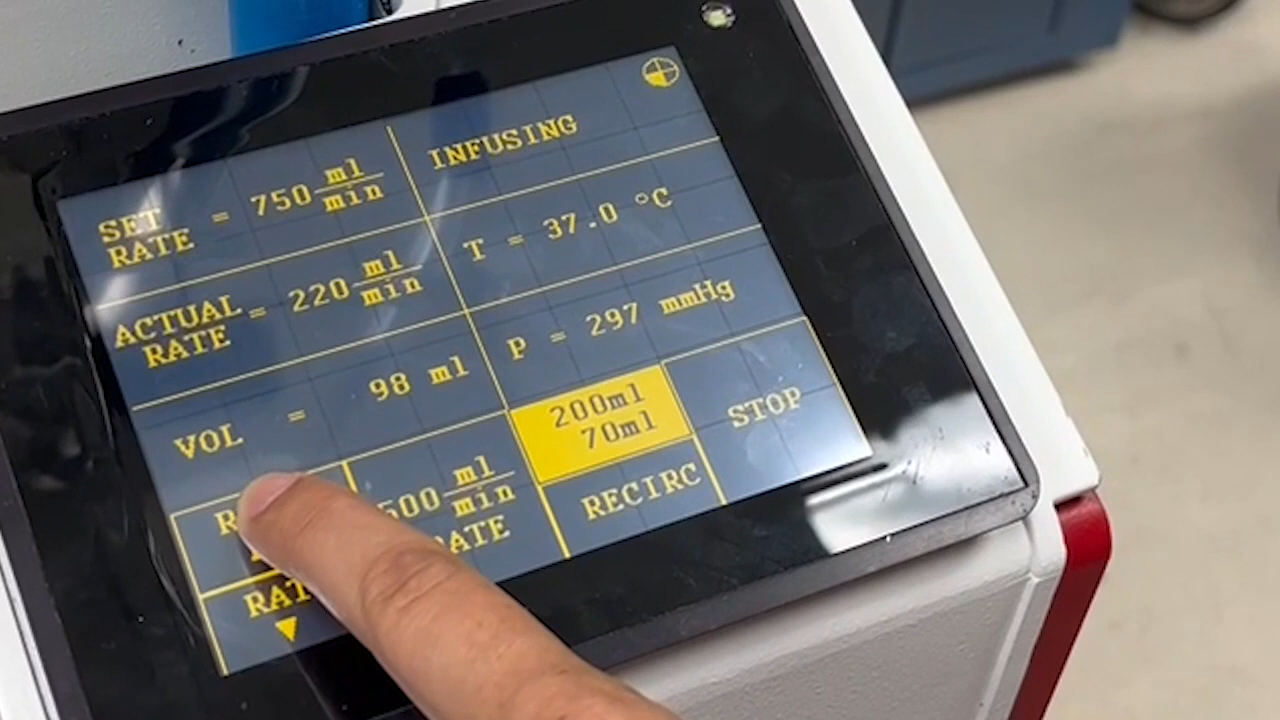 SET RATE = 750 ml/min
INFUSING
ACTUAL RATE = 220 ml/min
T = 37.0 °C
VOL = 98 ml
P = 297 mmHg
500 ml/min
RATE
200ml
70ml
RECIRC
STOP